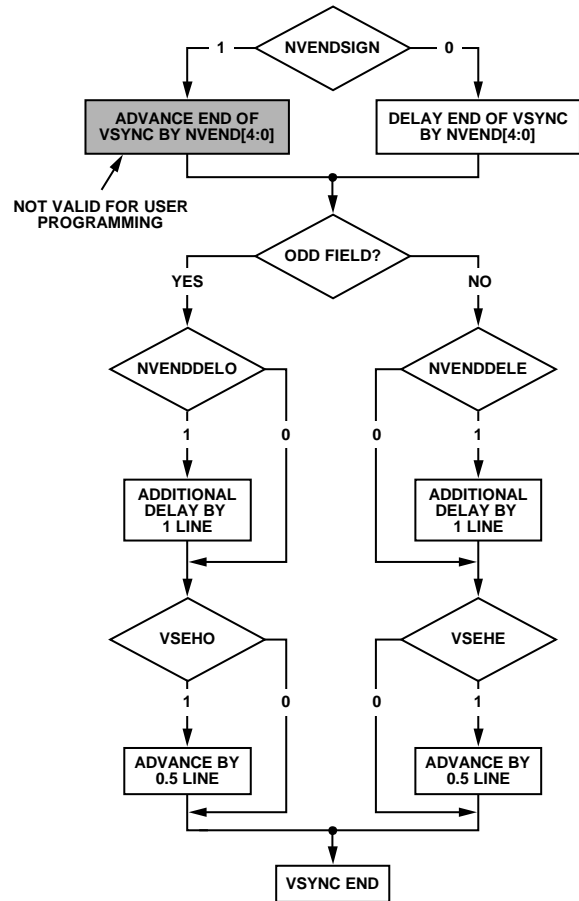 NVENDSIGN
1
0
ADVANCE END OF
VSYNC BY NVEND[4:0]
DELAY END OF VSYNC
BY NVEND[4:0]
NOT VALID FOR USER
PROGRAMMING
ODD FIELD?
YES
NO
NVENDDELO
NVENDDELE
1
0
0
1
ADDITIONAL
DELAY BY
1 LINE
ADDITIONAL
DELAY BY
1 LINE
VSEHO
VSEHE
1
0
0
1
ADVANCE BY
0.5 LINE
ADVANCE BY
0.5 LINE
VSYNC END